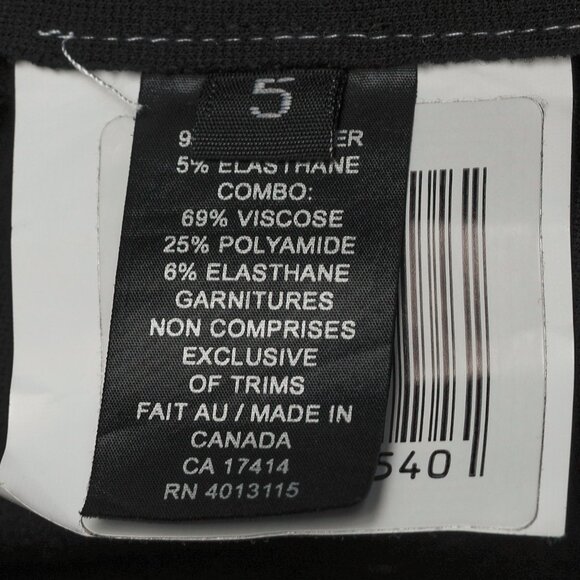 5
5% ELASTHANE
COMBO:
69% VISCOSE
25% POLYAMIDE
6% ELASTHANE
GARNITURES
NON COMPRISES
EXCLUSIVE
OF TRIMS
FAIT AU / MADE IN
CANADA
CA 17414
RN 4013115
540